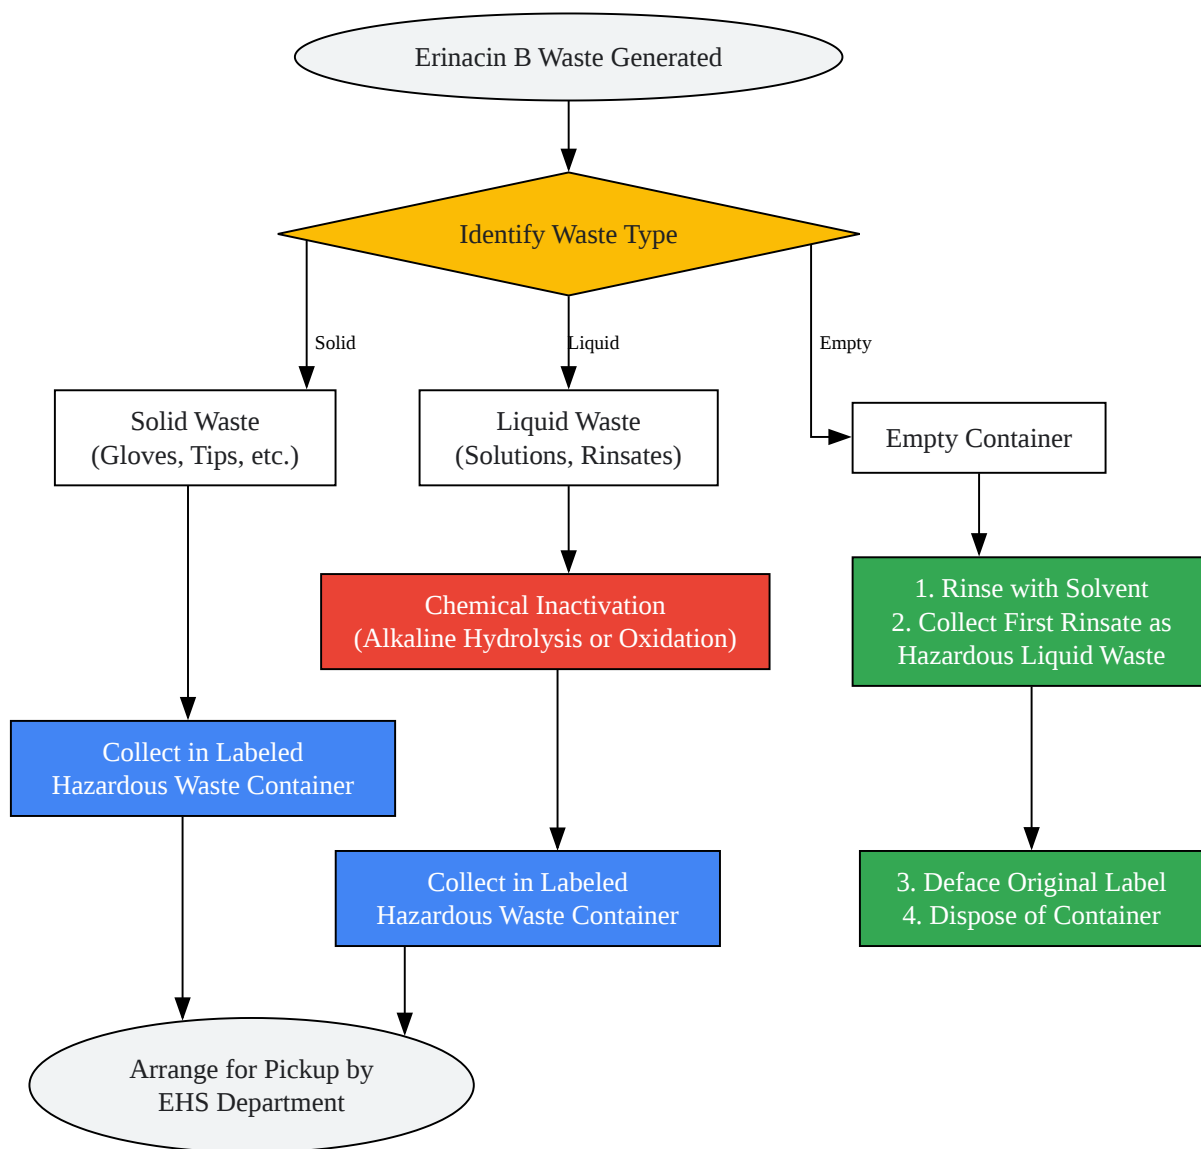 Erinacin B Waste Generated
Identify Waste Type
Solid
Liquid
Empty
Solid Waste
(Gloves, Tips, etc.)
Liquid Waste
(Solutions, Rinsates)
Empty Container
Chemical Inactivation
(Alkaline Hydrolysis or Oxidation)
1. Rinse with Solvent
2. Collect First Rinsate as
Hazardous Liquid Waste
Collect in Labeled
Hazardous Waste Container
Collect in Labeled
Hazardous Waste Container
3. Deface Original Label
4. Dispose of Container
Arrange for Pickup by
EHS Department